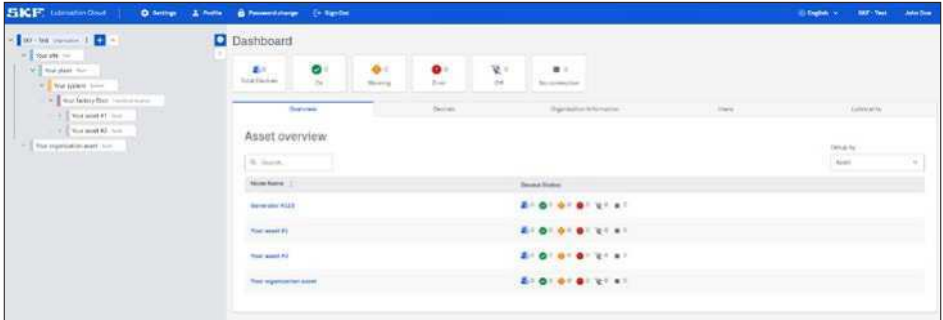 SKF Lubrication Cloud Settings Profile Password change Sign Out English SKF - Test John Doe
SKF - Test
Your site
Your plant
Your system
Your factory floor
Your asset #1
Your asset #2
Your organization asset
Dashboard
Total Devices
On
Warning
Error
Off
No connection
Overview Devices Organization Information Users Lubricants
Asset overview
Group by
Search... Asset
Node Name Device Status
Your asset #1
Your asset #2
Your organization asset